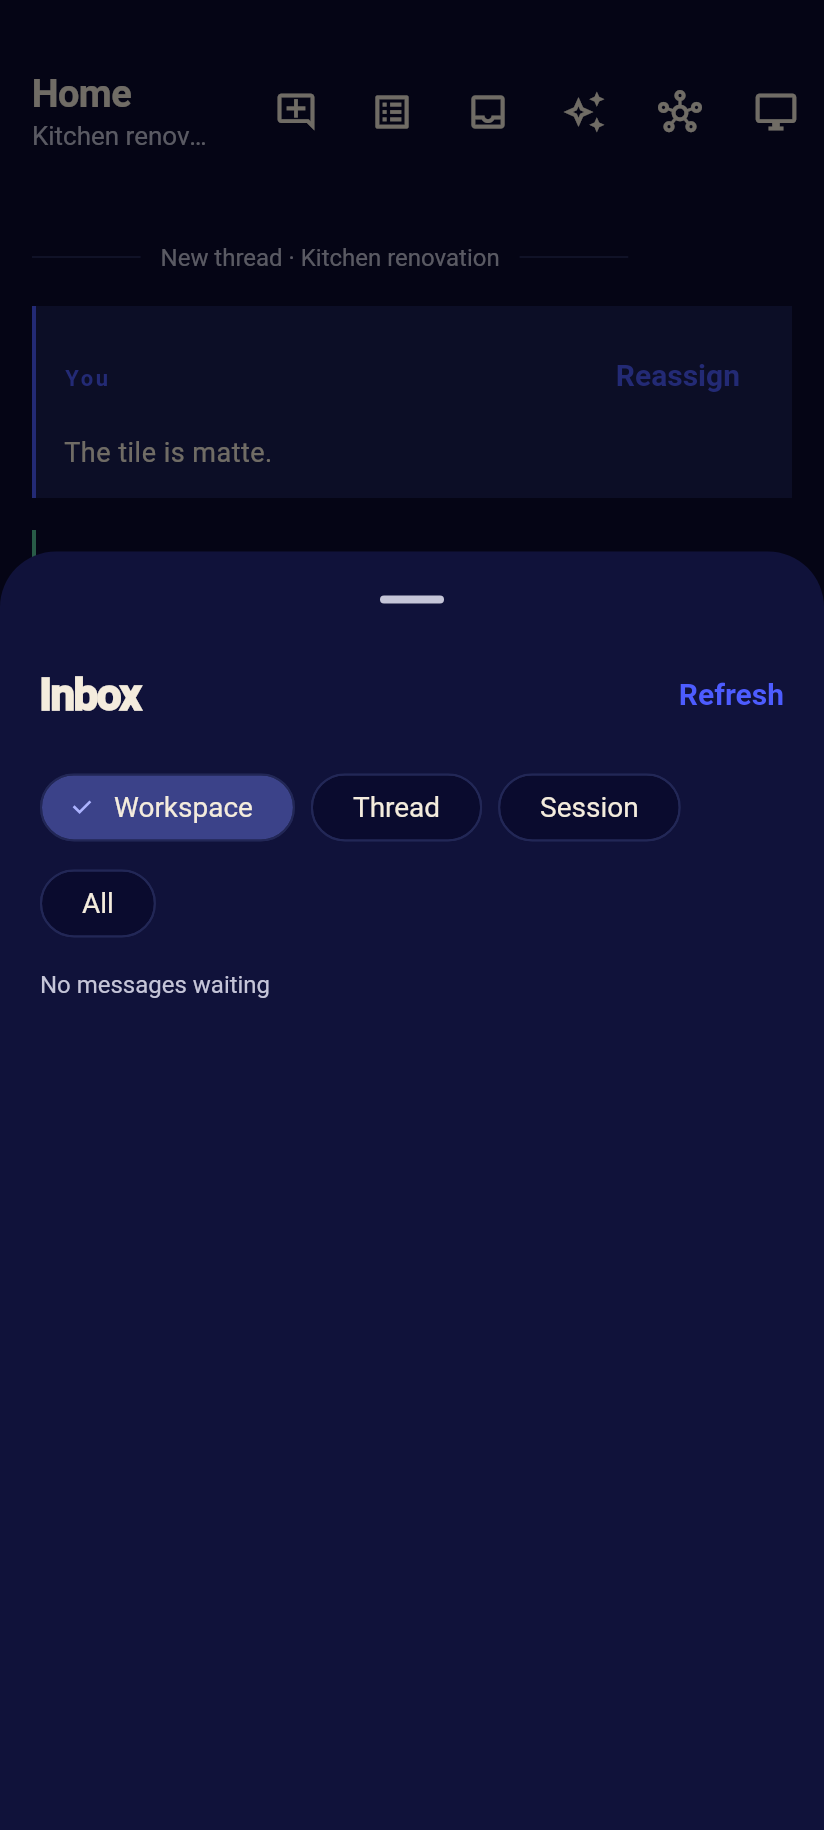 Home
Kitchen renov...
New thread · Kitchen renovation
You
Reassign
The tile is matte.
Inbox
Refresh
Workspace
Thread
Session
All
No messages waiting